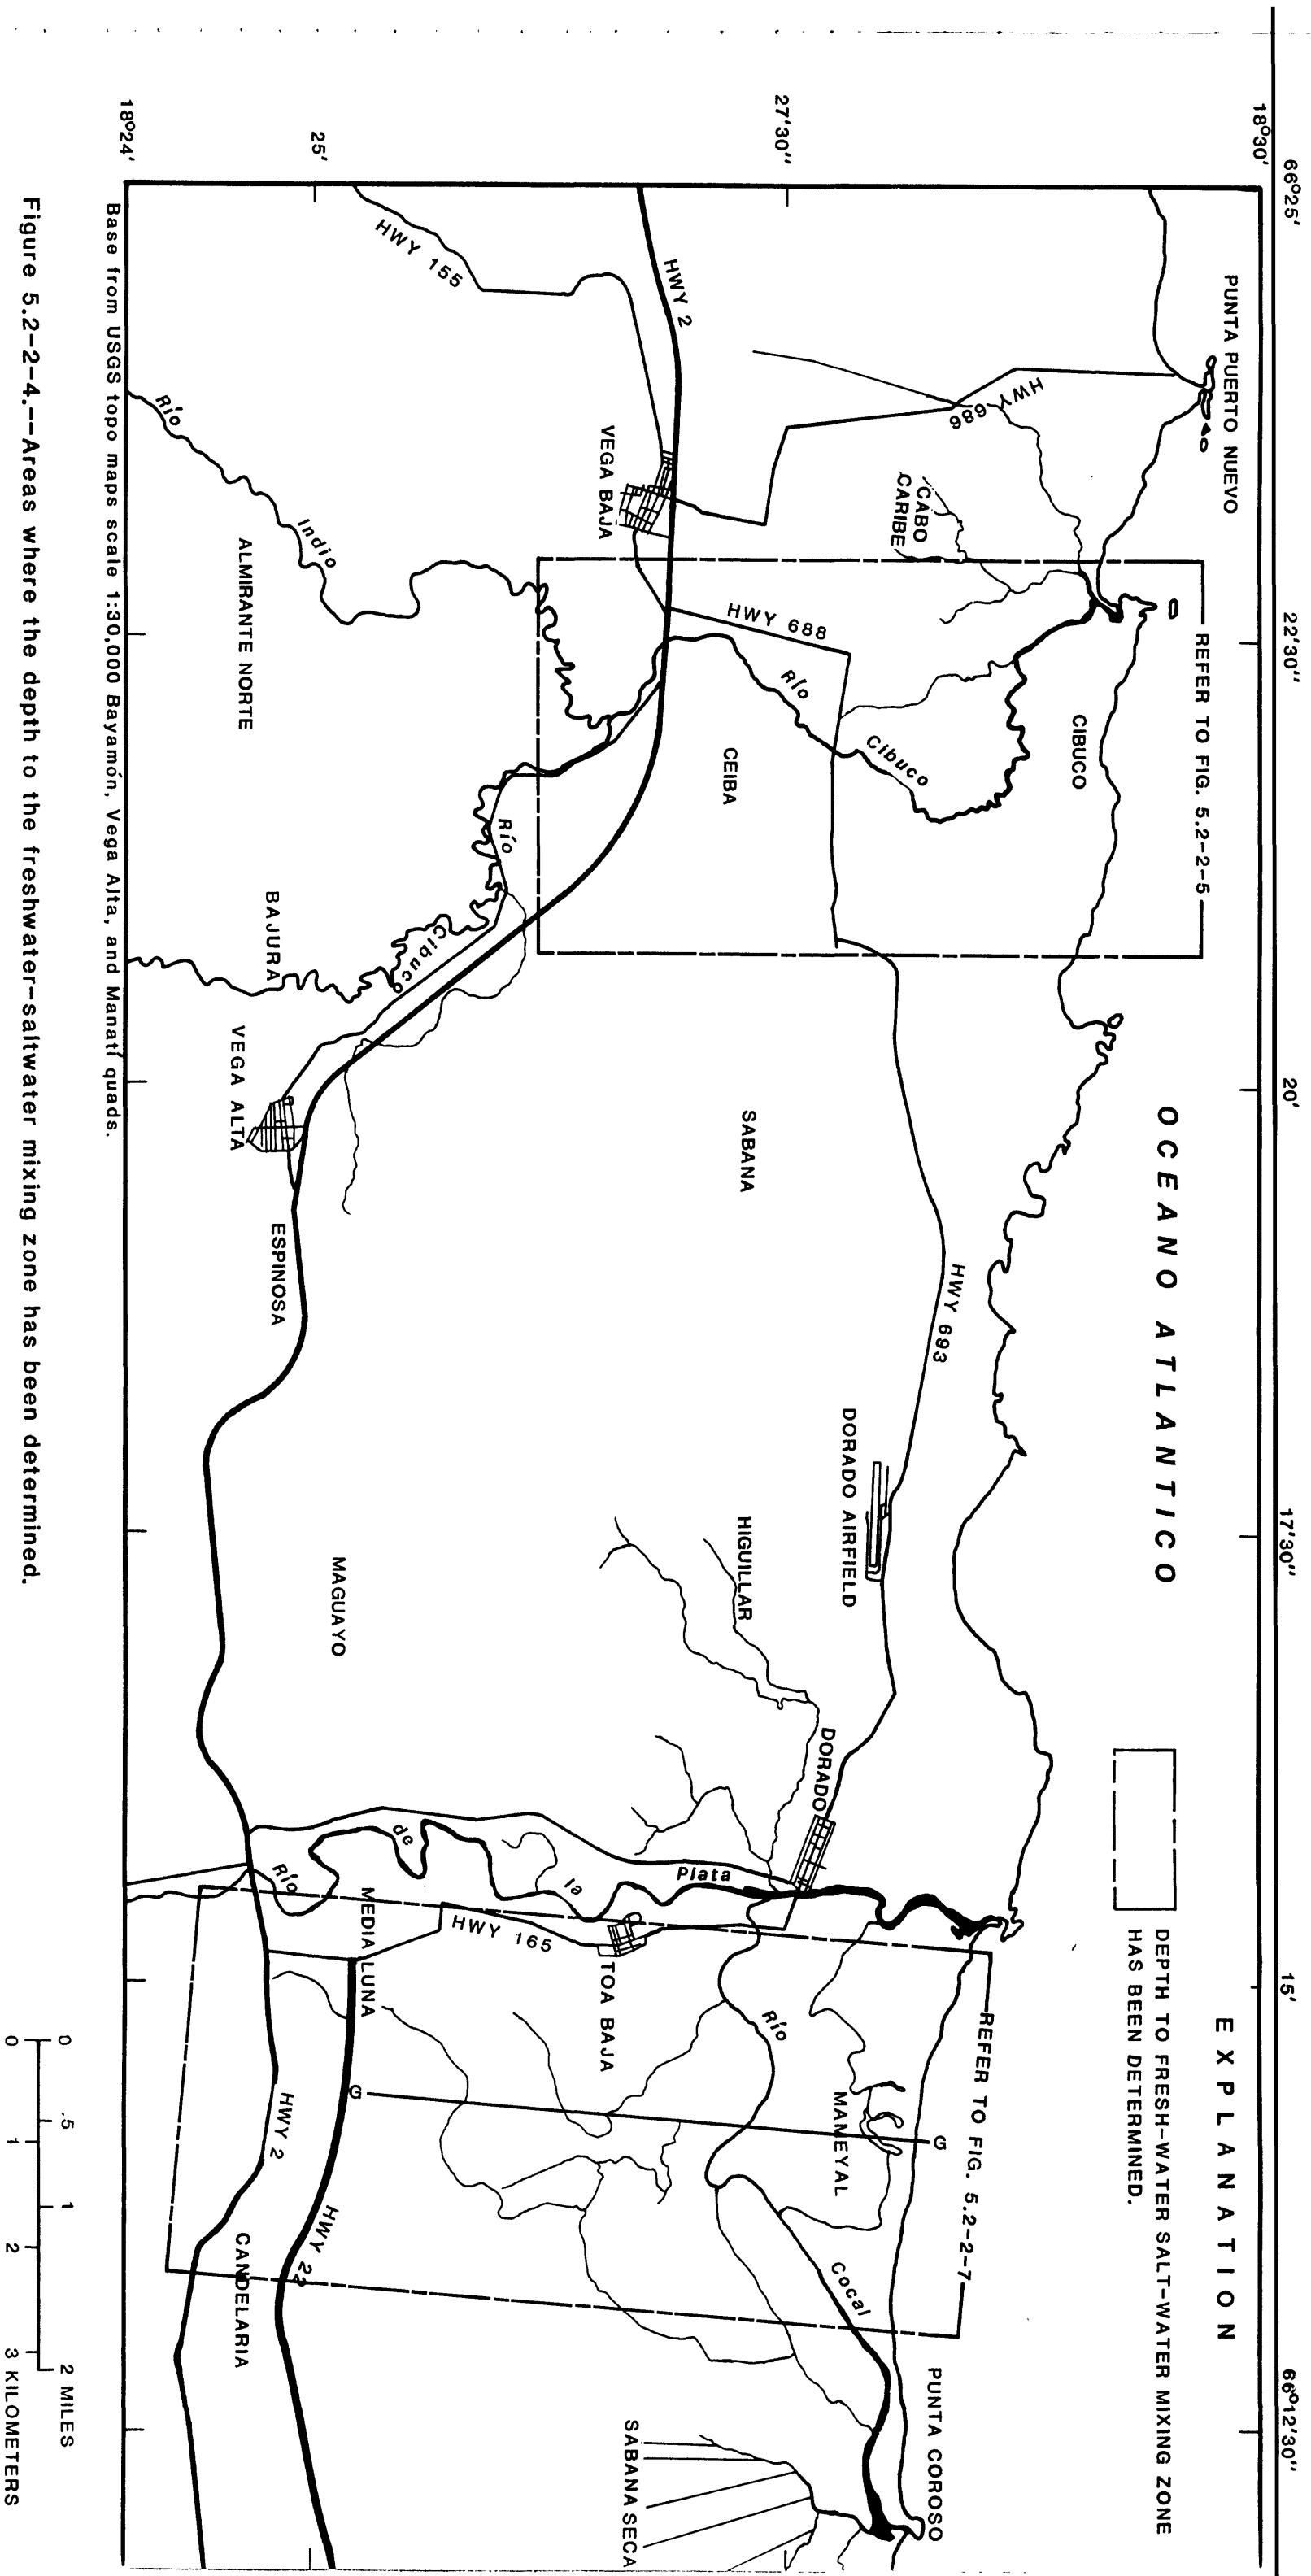 66°25'
22'30"
20'
17'30"
15'
66°12'30"
18°30'
27'30"
25'
18°24'
EXPLANATION
DEPTH TO FRESH-WATER SALT-WATER MIXING ZONE
HAS BEEN DETERMINED.
OCEANO ATLANTICO
PUNTA PUERTO NUEVO
REFER TO FIG. 5.2-2-5
CIBUCO
HWY 686
CABO
CARIBE
HWY 2
VEGA BAJA
HWY 155
HWY 688
Río
Cibuco
CEIBA
Río
Indio
ALMIRANTE NORTE
Río
Cibuco
BAJURA
VEGA ALTA
SABANA
ESPINOSA
HWY 693
DORADO AIRFIELD
HIGUILLAR
MAGUAYO
DORADO
Río
de
la
Plata
MEDIA LUNA
HWY 165
TOA BAJA
REFER TO FIG. 5.2-2-7
Río
Cocal
MAMEYAL
G
G
HWY 2
HWY 22
CANDELARIA
PUNTA COROSO
SABANA SECA
Base from USGS topo maps scale 1:30,000 Bayamón, Vega Alta, and Manatí quads.
0 .5 1 2 MILES
0 1 2 3 KILOMETERS
Figure 5.2-2-4.--Areas where the depth to the freshwater-saltwater mixing zone has been determined.